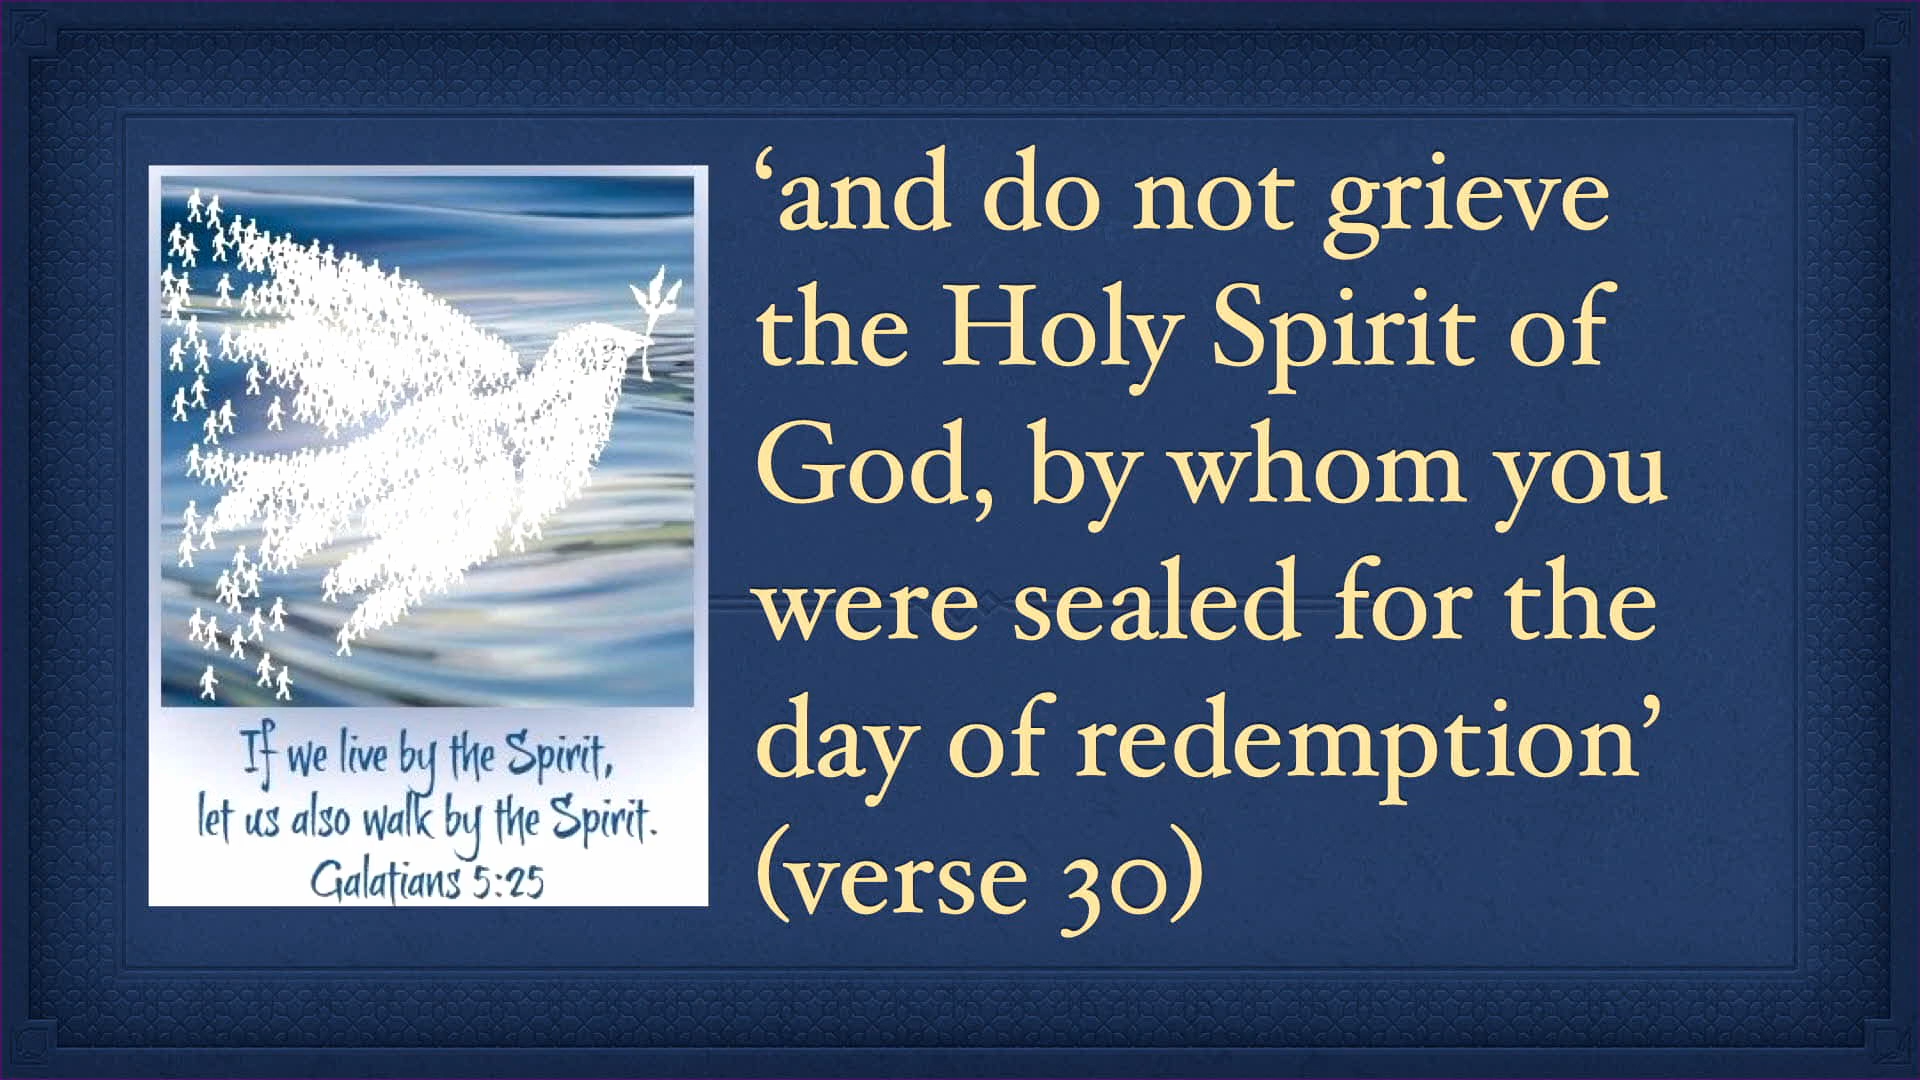 If we live by the Spirit,
let us also walk by the Spirit.
Galatians 5:25
‘and do not grieve
the Holy Spirit of
God, by whom you
were sealed for the
day of redemption’
(verse 30)